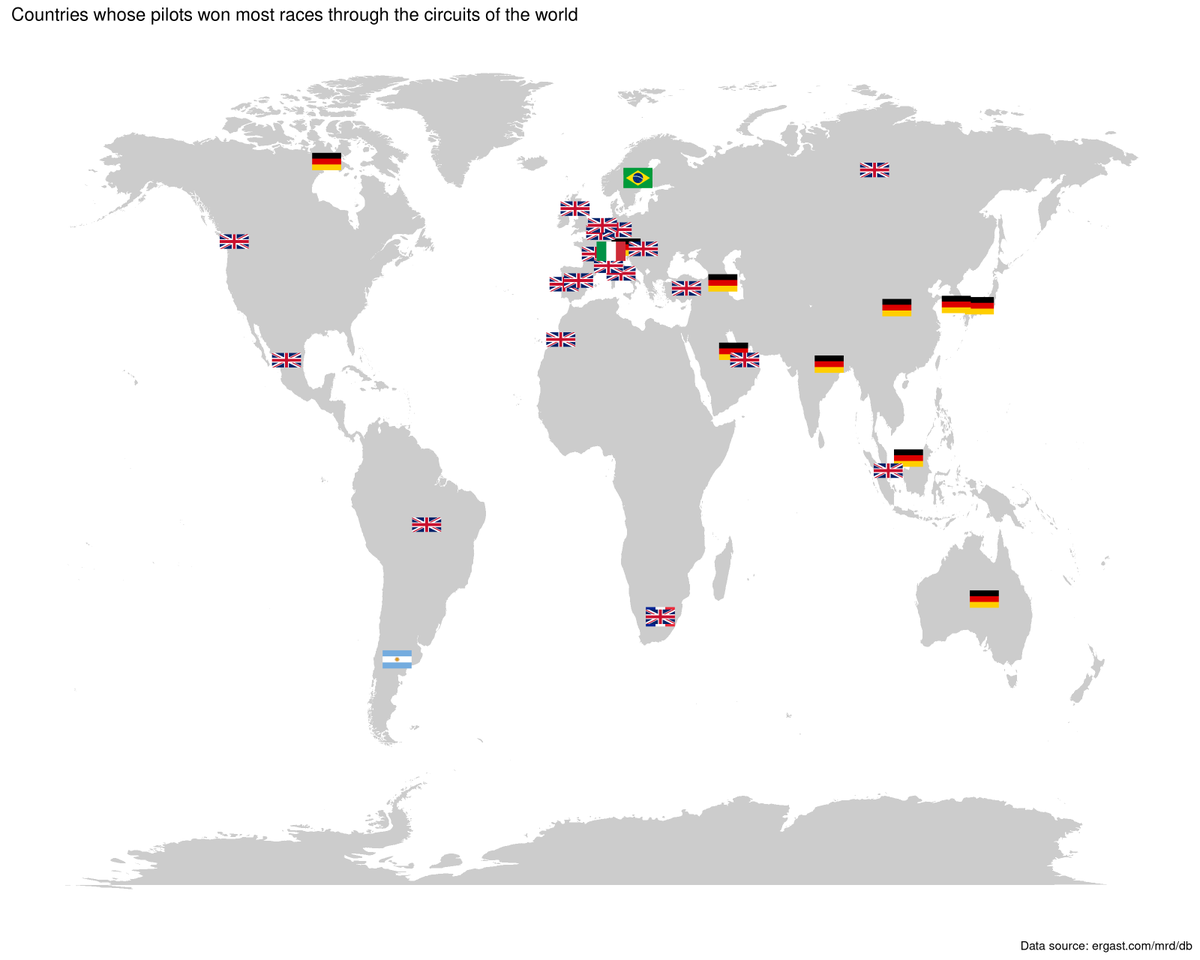 Countries whose pilots won most races through the circuits of the world
Data source: ergast.com/mrd/db